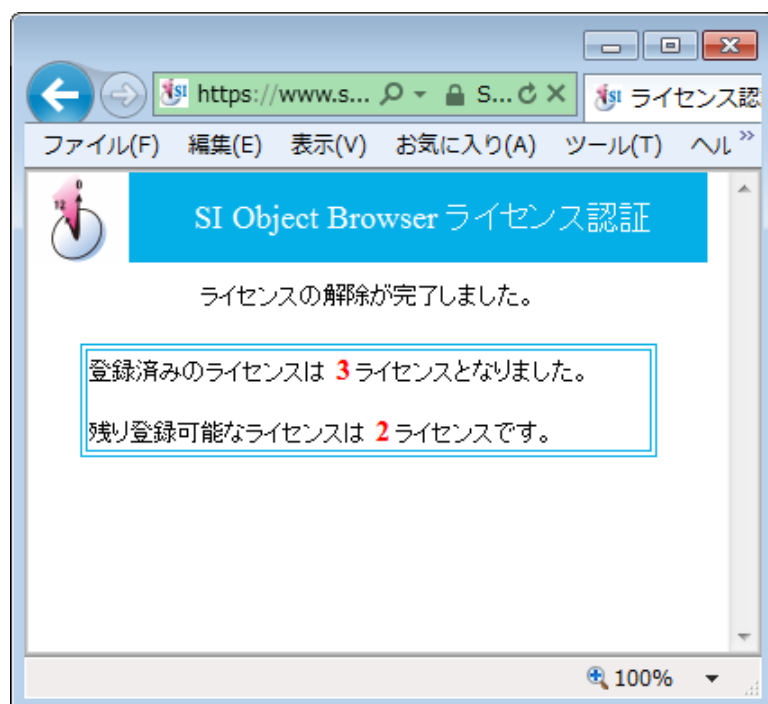 SI https://www.s... S... SI ライセンス認
ファイル(F) 編集(E) 表示(V) お気に入り(A) ツール(T) ヘル
0
12
SI Object Browser ライセンス認証
ライセンスの解除が完了しました。
登録済みのライセンスは 3 ライセンスとなりました。
残り登録可能なライセンスは 2 ライセンスです。
100%